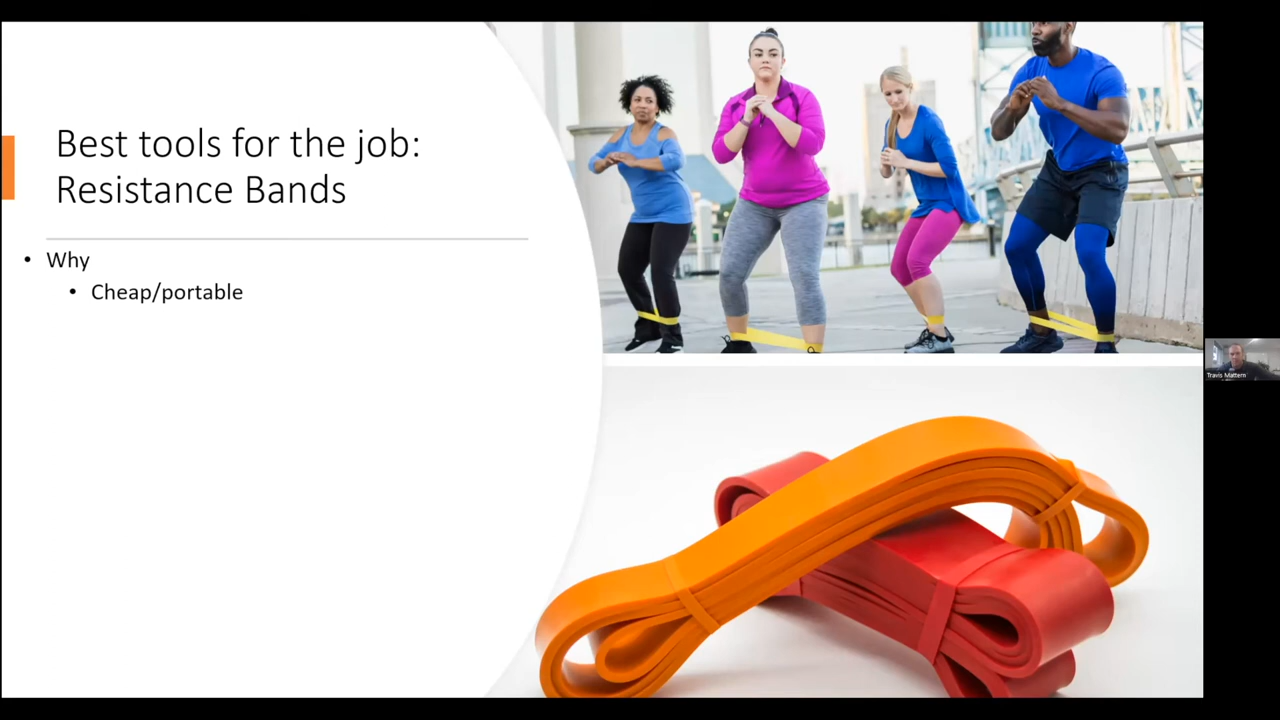 Best tools for the job:
Resistance Bands
• Why
• Cheap/portable
Travis Mattern